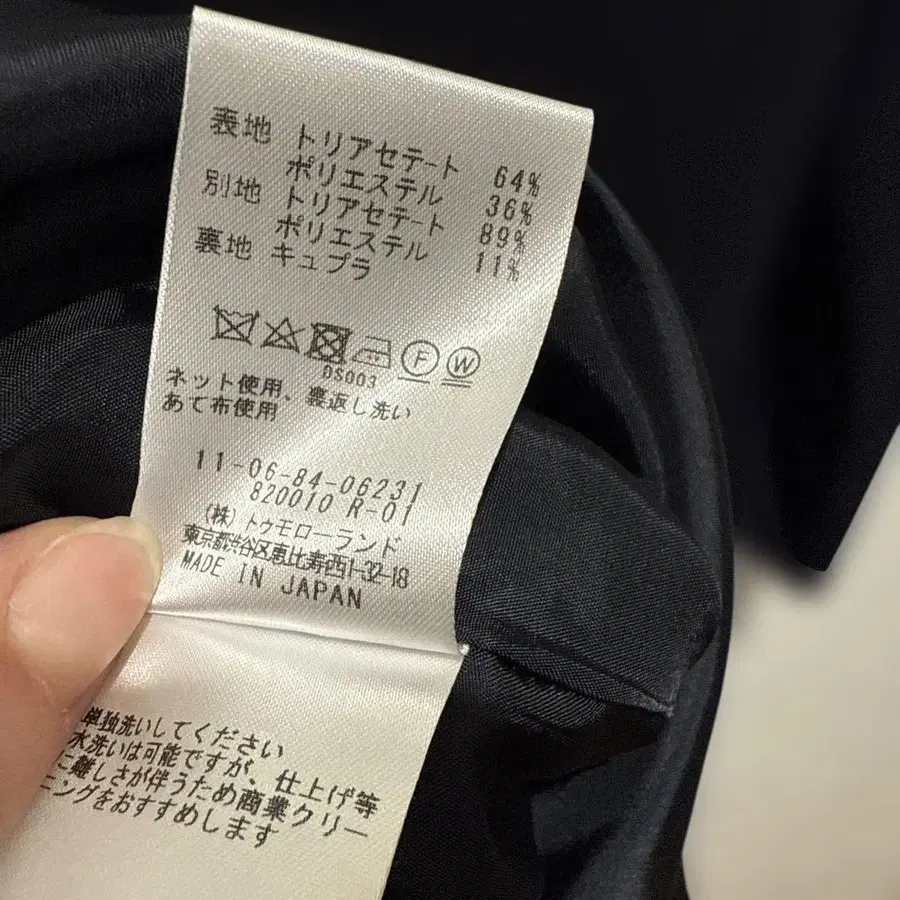 表地 トリアセテート 64%
ポリエステル 36%
別地 トリアセテート 89%
ポリエステル 11%
裏地 キュプラ
F W
DS003
ネット使用、裏返し洗い
あて布使用
11-06-84-06231
820010 R-01
(株)トゥモローランド
東京都渋谷区恵比寿西1-32-18
MADE IN JAPAN
単独洗いしてください
水洗いは可能ですが、仕上げ等
に難しさが伴うため商業クリー
ニングをおすすめします